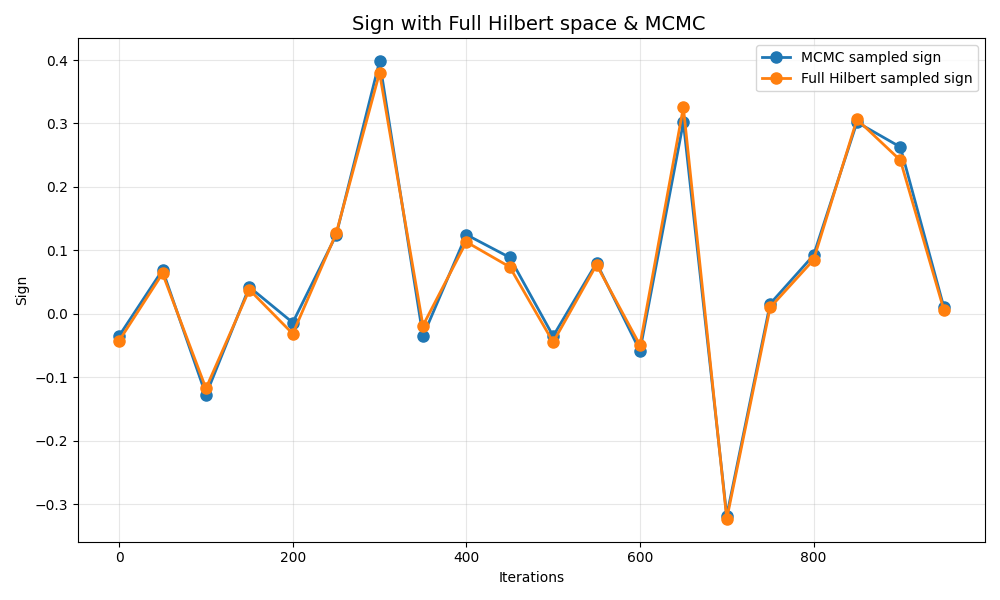 Sign with Full Hilbert space & MCMC
MCMC sampled sign
Full Hilbert sampled sign
0.4
0.3
0.2
0.1
0.0
−0.1
−0.2
−0.3
Sign
0 200 400 600 800
Iterations